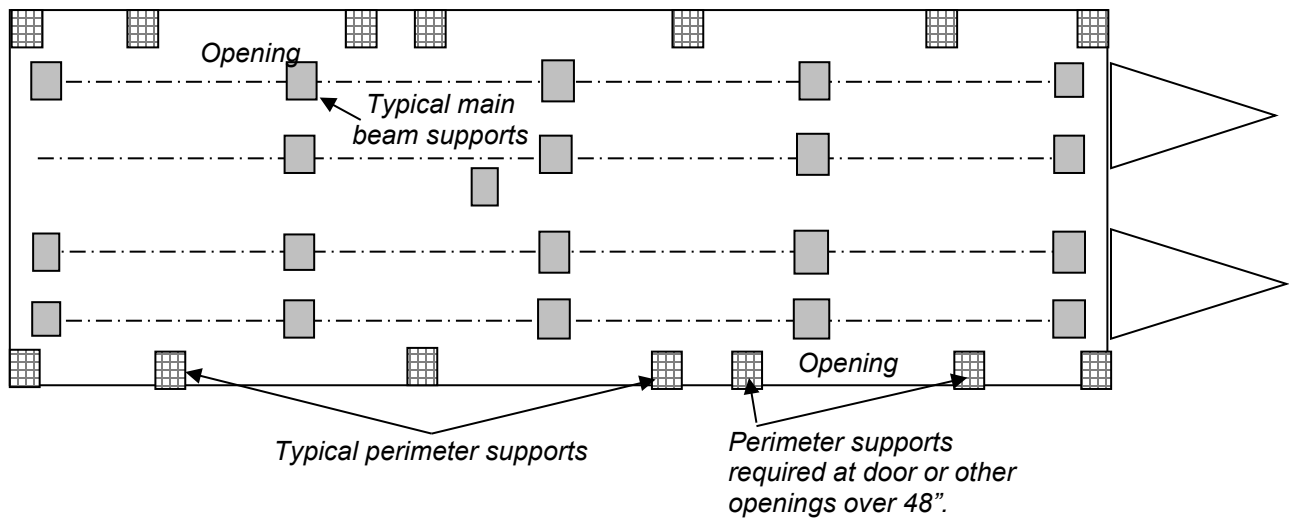 Opening
Typical main
beam supports
Opening
Typical perimeter supports
Perimeter supports
required at door or other
openings over 48”.